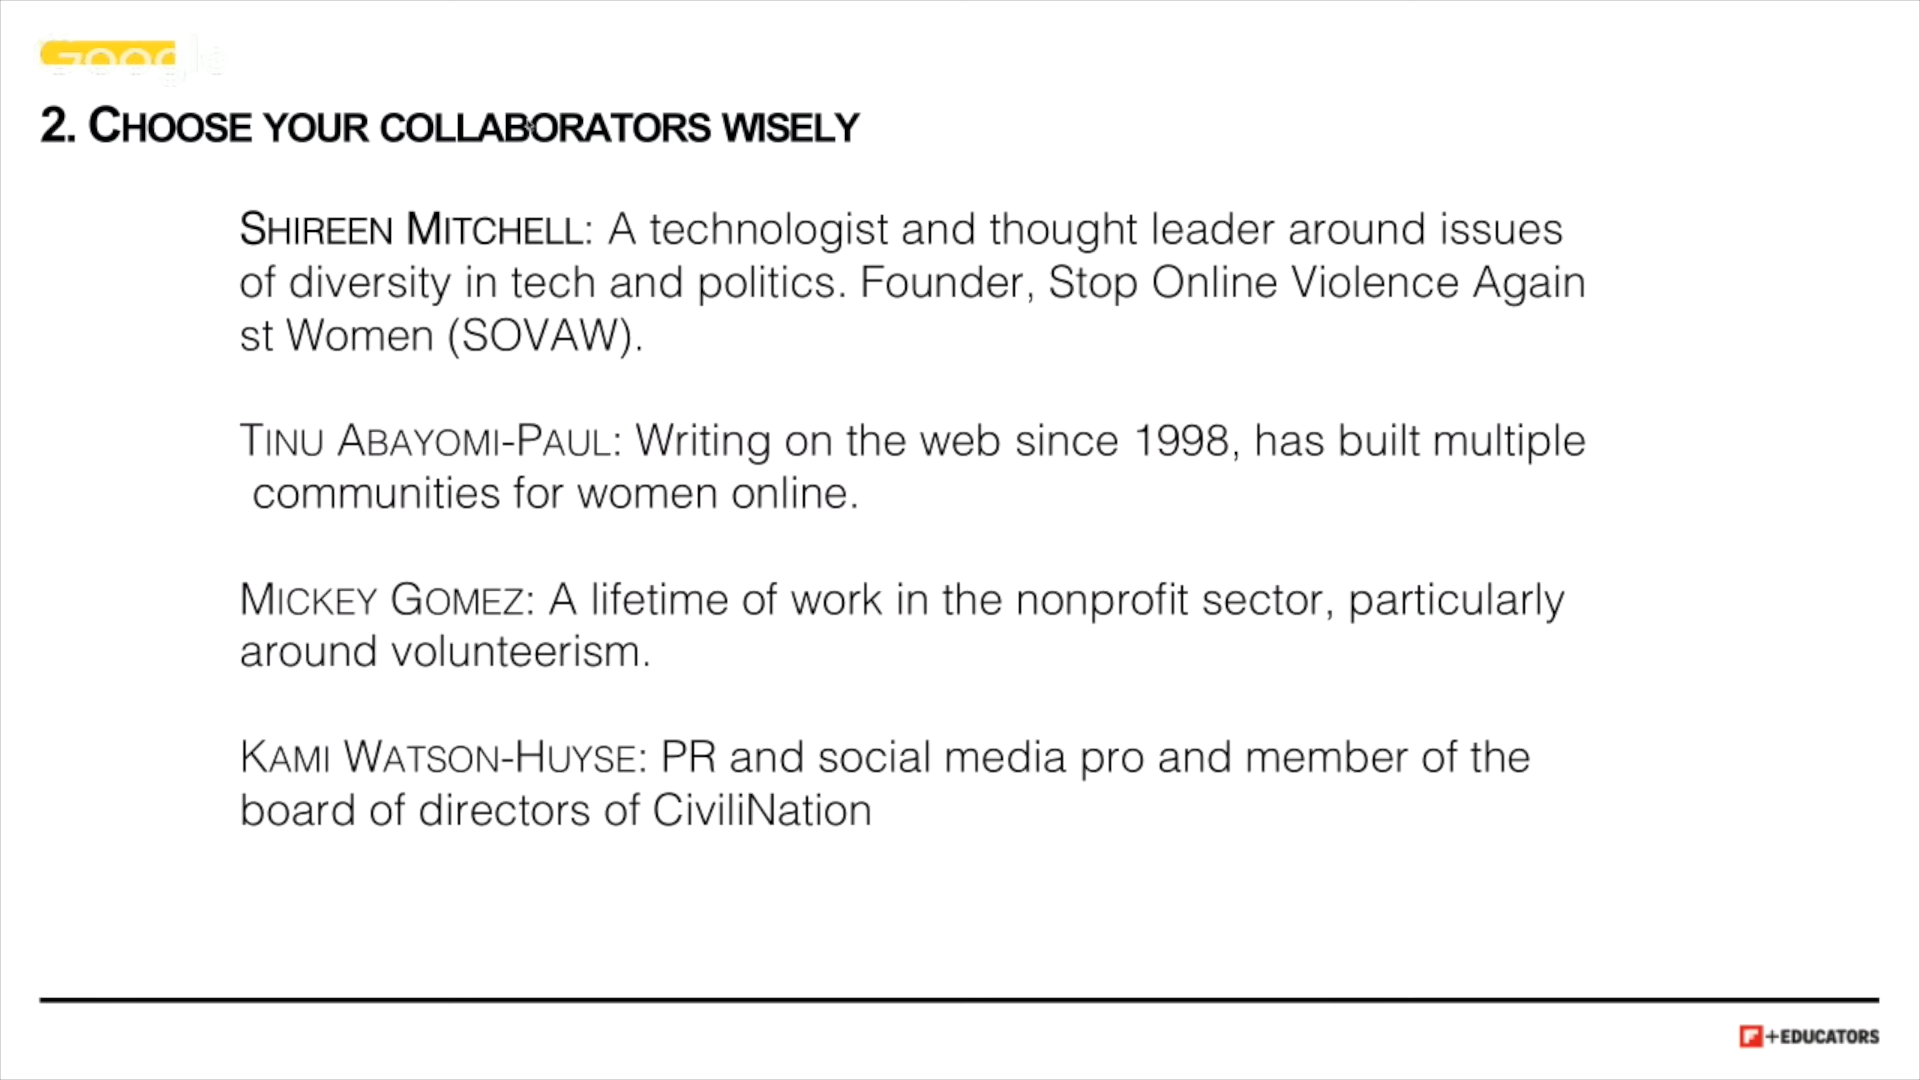 Google
2. CHOOSE YOUR COLLABORATORS WISELY
SHIREEN MITCHELL: A technologist and thought leader around issues
of diversity in tech and politics. Founder, Stop Online Violence Again
st Women (SOVAW).
TINU ABAYOMI-PAUL: Writing on the web since 1998, has built multiple
communities for women online.
MICKEY GOMEZ: A lifetime of work in the nonprofit sector, particularly
around volunteerism.
KAMI WATSON-HUYSE: PR and social media pro and member of the
board of directors of CiviliNation
+EDUCATORS